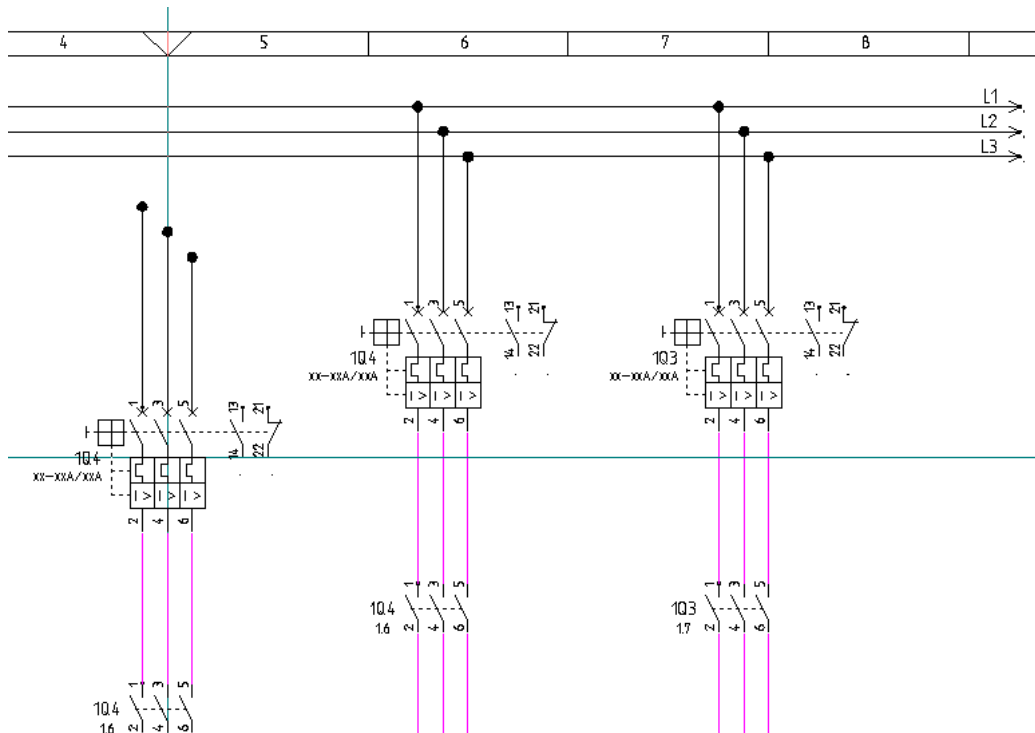 4 5 6 7 8
L1
L2
L3
1 3 5 13 21
14 22
1Q4
xx-xxA/xxA
I> I> I>
2 4 6
1 3 5 13 21
14 22
1Q3
xx-xxA/xxA
I> I> I>
2 4 6
1 3 5 13 21
14 22
1Q4
xx-xxA/xxA
I> I> I>
2 4 6
1 3 5
1Q4
1.6
2 4 6
1 3 5
1Q3
1.7
2 4 6
1 3 5
1Q4
1.6
2 4 6